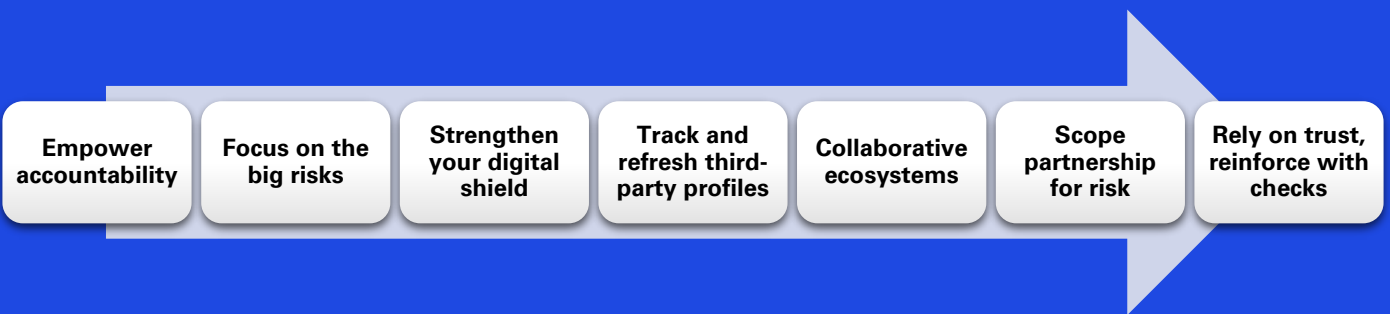 Empower
accountability
Focus on the
big risks
Strengthen
your digital
shield
Track and
refresh third-
party profiles
Collaborative
ecosystems
Scope
partnership
for risk
Rely on trust,
reinforce with
checks